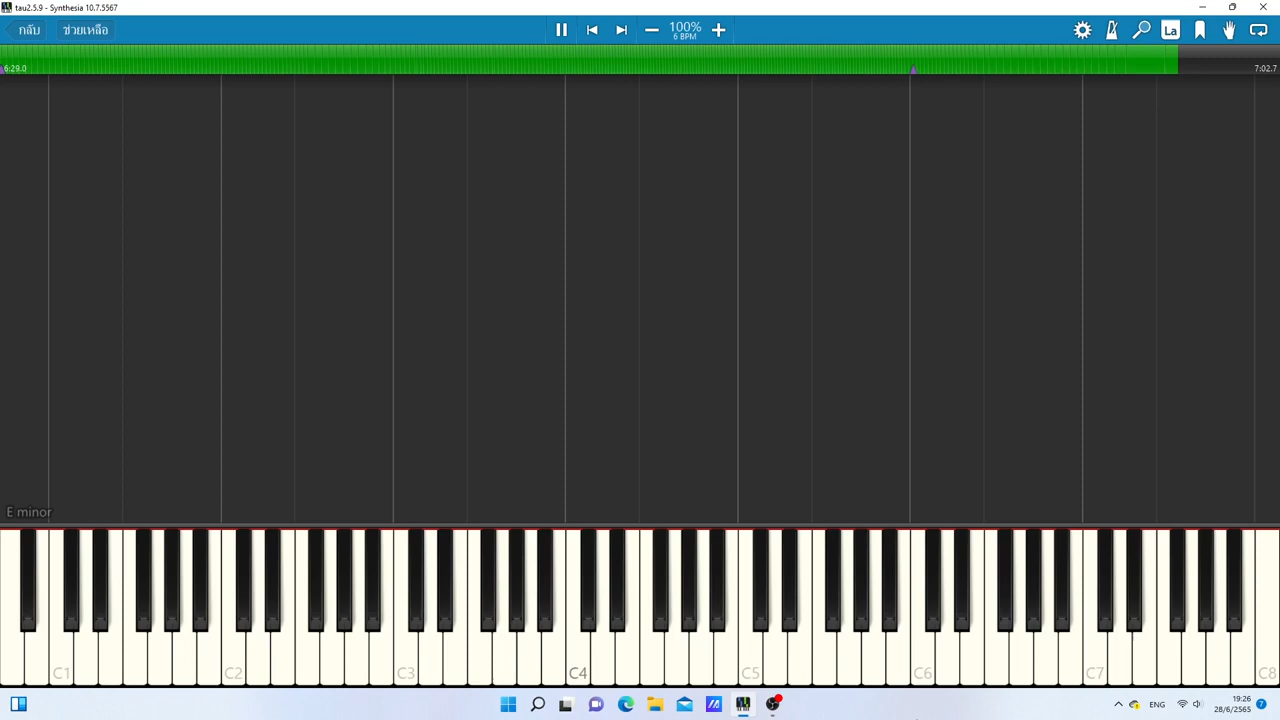 tau2.5.9 - Synthesia 10.7.5567
กลับ
ช่วยเหลือ
100%
6 BPM
La
6:29.0
7:02.7
E minor
C1
C2
C3
C4
C5
C6
C7
C8
ENG
19:26
28/6/2565
7